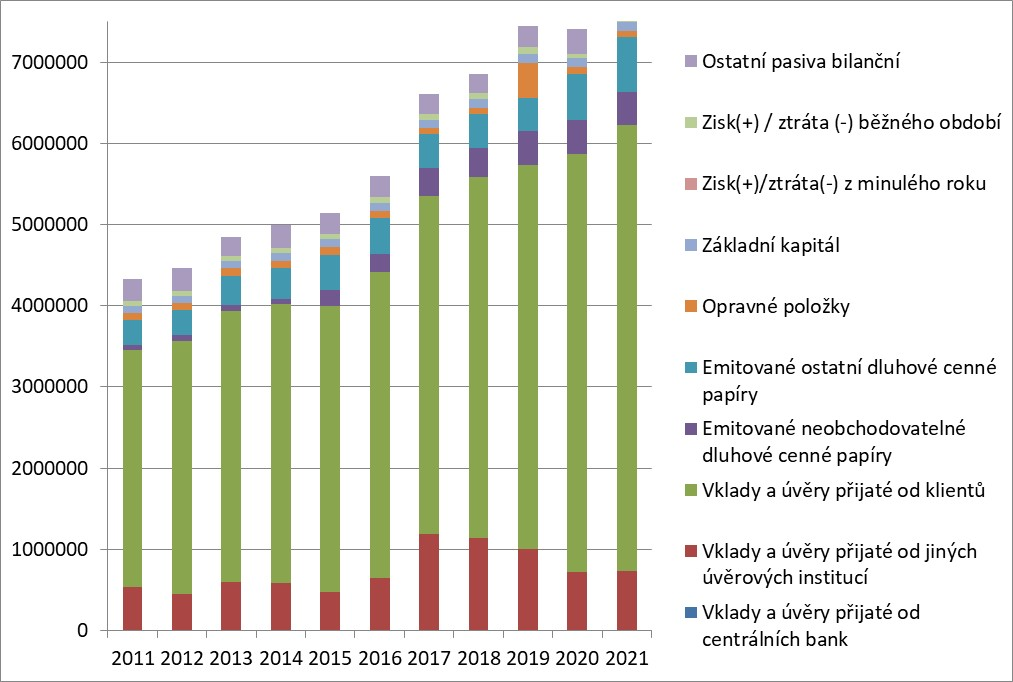 7000000
6000000
5000000
4000000
3000000
2000000
1000000
0
2011 2012 2013 2014 2015 2016 2017 2018 2019 2020 2021
Ostatní pasiva bilanční
Zisk(+) / ztráta (-) běžného období
Zisk(+)/ztráta(-) z minulého roku
Základní kapitál
Opravné položky
Emitované ostatní dluhové cenné
papíry
Emitované neobchodovatelné
dluhové cenné papíry
Vklady a úvěry přijaté od klientů
Vklady a úvěry přijaté od jiných
úvěrových institucí
Vklady a úvěry přijaté od
centrálních bank